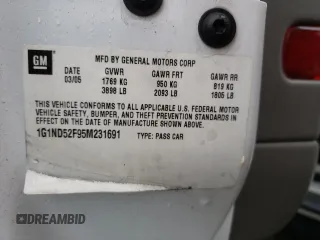 GM
MFD BY GENERAL MOTORS CORP
DATE GVWR GAWR FRT GAWR RR
03/05 1769 KG 950 KG 819 KG
3898 LB 2093 LB 1805 LB
THIS VEHICLE CONFORMS TO ALL APPLICABLE U.S. FEDERAL MOTOR
VEHICLE SAFETY, BUMPER, AND THEFT PREVENTION STANDARDS IN
EFFECT ON THE DATE OF MANUFACTURE SHOWN ABOVE.
1G1ND52F95M231691 TYPE: PASS CAR
DREAMBID